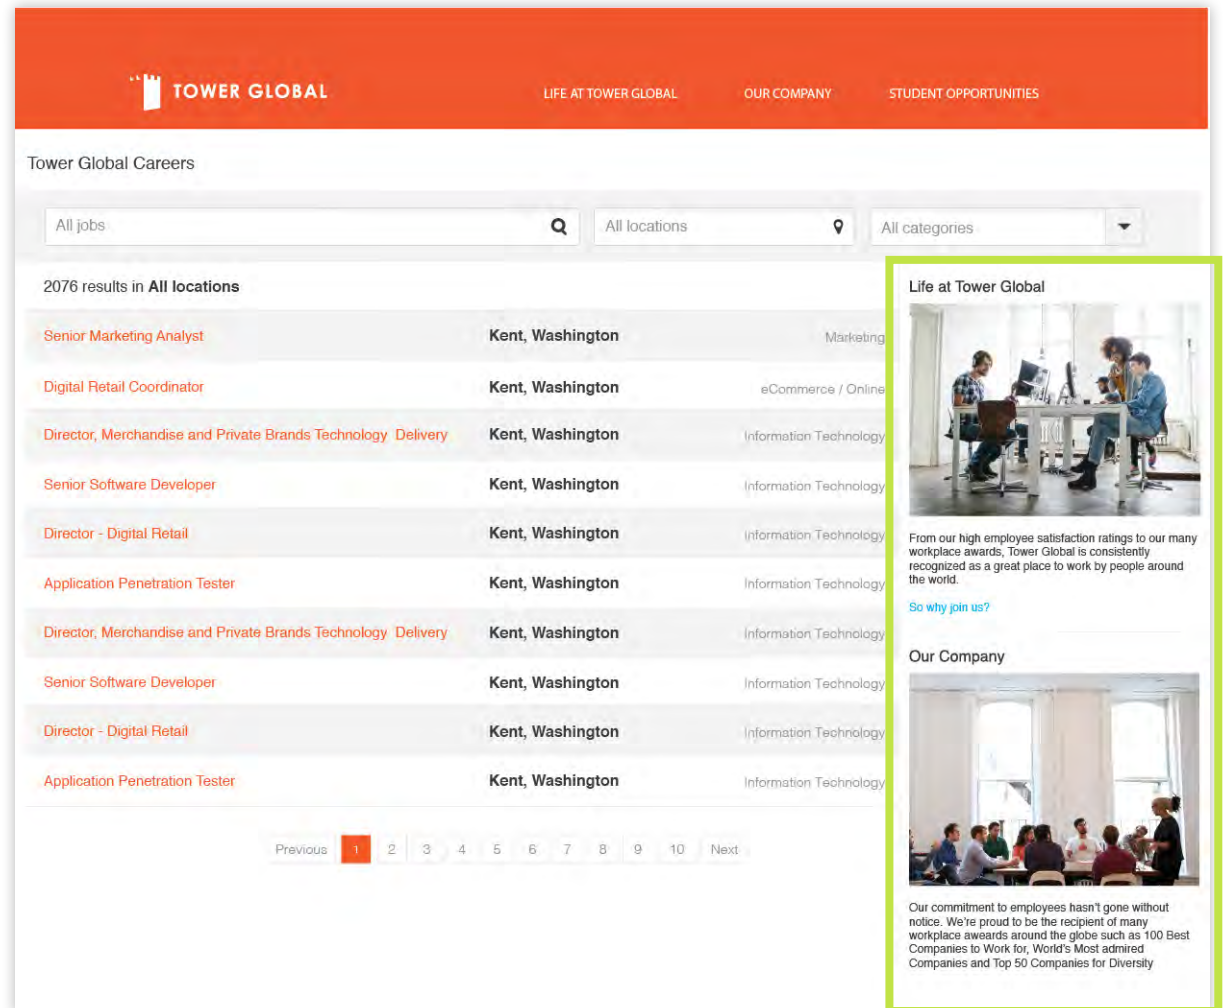 TOWER GLOBAL
LIFE AT TOWER GLOBAL OUR COMPANY STUDENT OPPORTUNITIES
Tower Global Careers
All jobs All locations All categories
2076 results in All locations
Senior Marketing Analyst Kent, Washington Marketing
Digital Retail Coordinator Kent, Washington eCommerce / Online
Director, Merchandise and Private Brands Technology Delivery Kent, Washington Information Technology
Senior Software Developer Kent, Washington Information Technology
Director - Digital Retail Kent, Washington Information Technology
Application Penetration Tester Kent, Washington Information Technology
Director, Merchandise and Private Brands Technology Delivery Kent, Washington Information Technology
Senior Software Developer Kent, Washington Information Technology
Director - Digital Retail Kent, Washington Information Technology
Application Penetration Tester Kent, Washington Information Technology
Previous 1 2 3 4 5 6 7 8 9 10 Next
Life at Tower Global
From our high employee satisfaction ratings to our many
workplace awards, Tower Global is consistently
recognized as a great place to work by people around
the world.
So why join us?
Our Company
Our commitment to employees hasn't gone without
notice. We're proud to be the recipient of many
workplace aweards around the globe such as 100 Best
Companies to Work for, World's Most admired
Companies and Top 50 Companies for Diversity